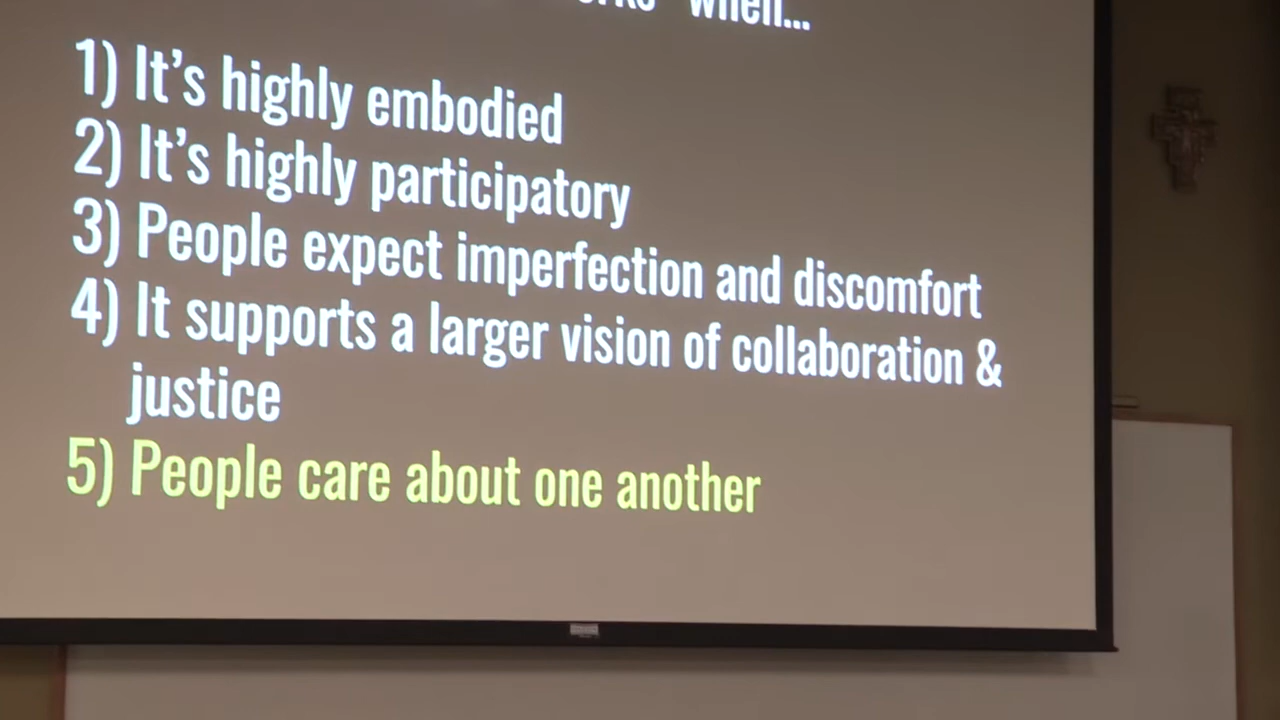 when...
1) It's highly embodied
2) It's highly participatory
3) People expect imperfection and discomfort
4) It supports a larger vision of collaboration &
justice
5) People care about one another